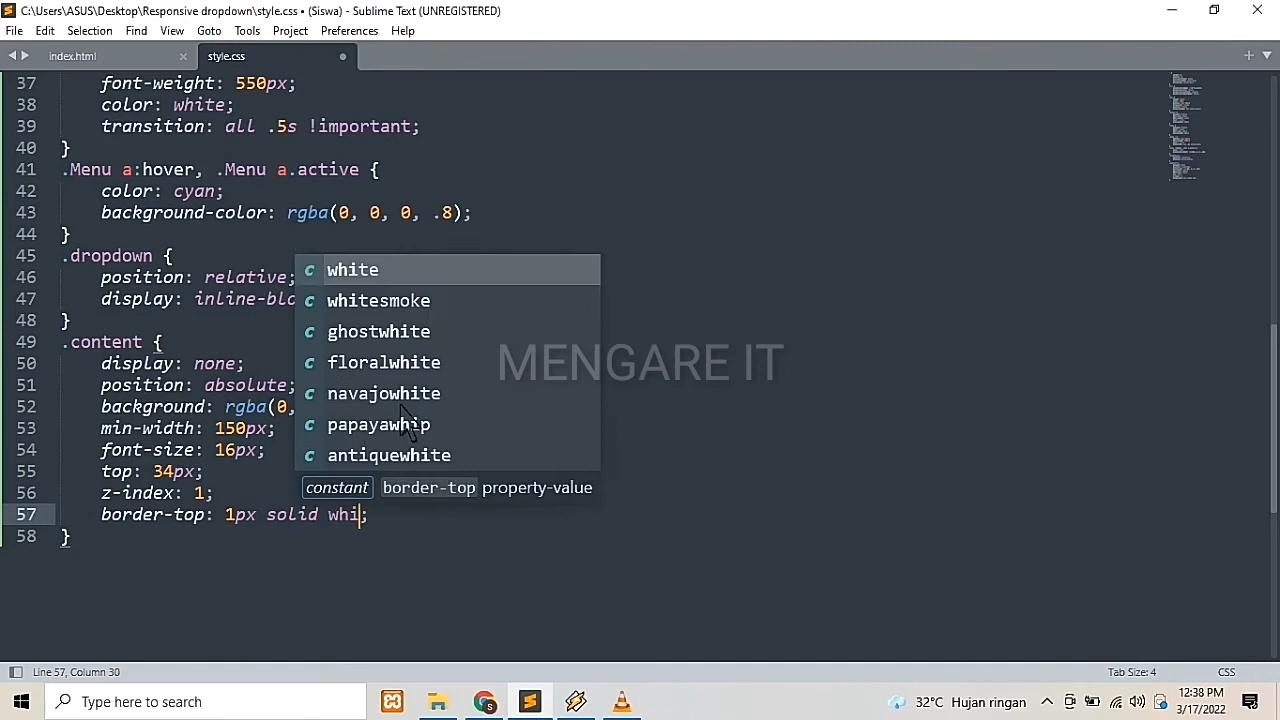 C:\Users\ASUS\Desktop\Responsive dropdown\style.css • (Siswa) - Sublime Text (UNREGISTERED)
File Edit Selection Find View Goto Tools Project Preferences Help
index.html style.css
37 font-weight: 550px;
38 color: white;
39 transition: all .5s !important;
40 }
41 .Menu a:hover, .Menu a.active {
42 color: cyan;
43 background-color: rgba(0, 0, 0, .8);
44 }
45 .dropdown {
46 position: relative;
47 display: inline-blo
48 }
49 .content {
50 display: none;
51 position: absolute;
52 background: rgba(0,
53 min-width: 150px;
54 font-size: 16px;
55 top: 34px;
56 z-index: 1;
57 border-top: 1px solid whi;
58 }
white
whitesmoke
ghostwhite
floralwhite
navajowhite
papayawhip
antiquewhite
constant border-top property-value
MENGARE IT
Line 57, Column 30 Tab Size: 4 CSS
Type here to search
32°C Hujan ringan
12:38 PM
3/17/2022